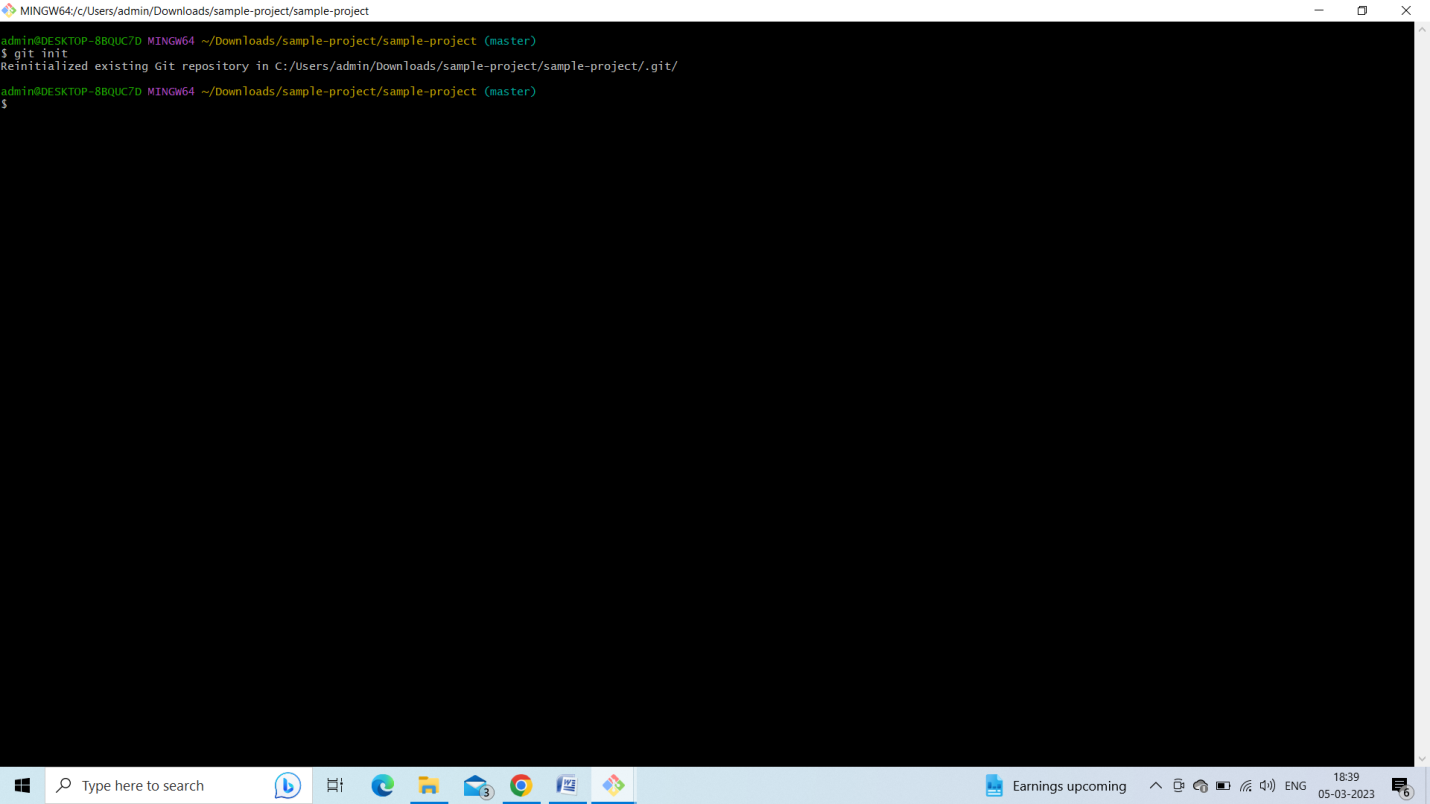 MINGW64:/c/Users/admin/Downloads/sample-project/sample-project
admin@DESKTOP-8BQUC7D MINGW64 ~/Downloads/sample-project/sample-project (master)
$ git init
Reinitialized existing Git repository in C:/Users/admin/Downloads/sample-project/sample-project/.git/
admin@DESKTOP-8BQUC7D MINGW64 ~/Downloads/sample-project/sample-project (master)
$
Type here to search
3
Earnings upcoming
ENG
18:39
05-03-2023
6